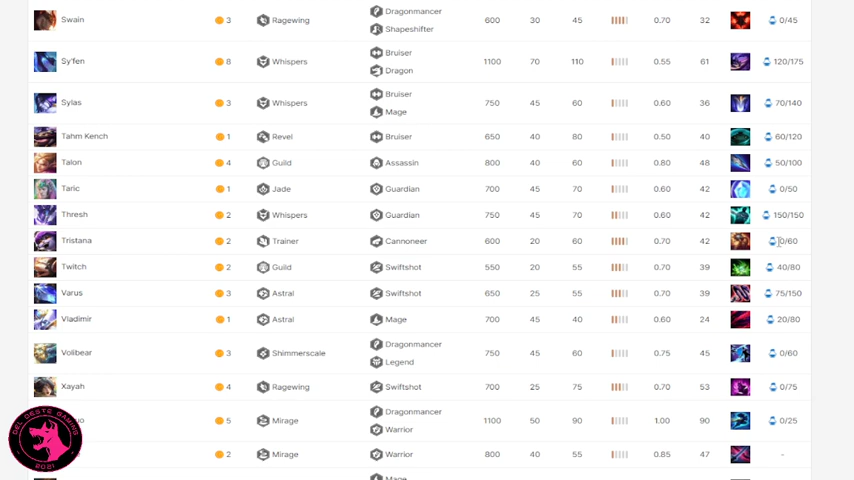 Dragonmancer
Swain 3 Ragewing 600 30 45 0.70 32 0/45
Shapeshifter
Bruiser
Sy'fen 8 Whispers 1100 70 110 0.55 61 120/175
Dragon
Bruiser
Sylas 3 Whispers 750 45 60 0.60 36 70/140
Mage
Tahm Kench 1 Revel Bruiser 650 40 80 0.50 40 60/120
Talon 4 Guild Assassin 800 40 60 0.80 48 50/100
Taric 1 Jade Guardian 700 45 70 0.60 42 0/50
Thresh 2 Whispers Guardian 750 45 70 0.60 42 150/150
Tristana 2 Trainer Cannoneer 600 20 60 0.70 42 0/60
Twitch 2 Guild Swiftshot 550 20 55 0.70 39 40/80
Varus 3 Astral Swiftshot 650 25 55 0.70 39 75/150
Vladimir 1 Astral Mage 700 45 40 0.60 24 20/80
Dragonmancer
Volibear 3 Shimmerscale 750 45 60 0.75 45 0/60
Legend
Xayah 4 Ragewing Swiftshot 700 25 75 0.70 53 0/75
Dragonmancer
5 Mirage 1100 50 90 1.00 90 0/25
Warrior
2 Mirage Warrior 800 40 55 0.85 47 -
Mage
DEL OESTE GAMING
2021